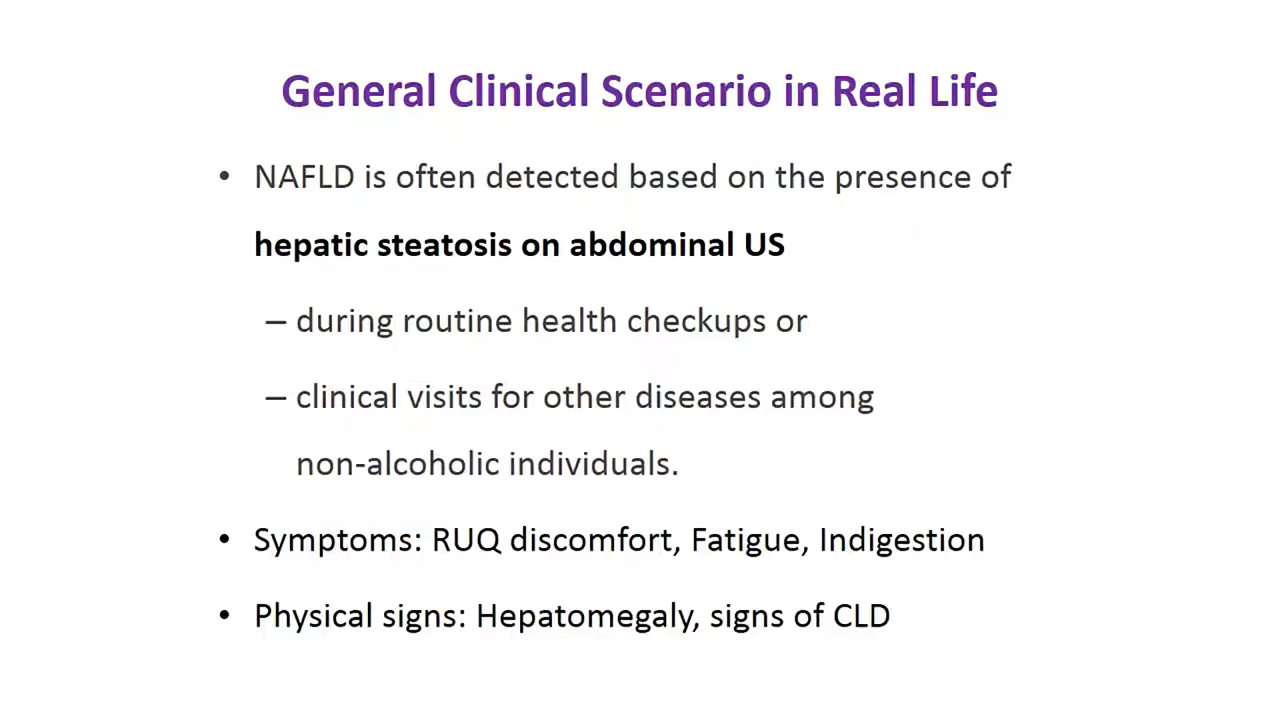 General Clinical Scenario in Real Life
• NAFLD is often detected based on the presence of
hepatic steatosis on abdominal US
– during routine health checkups or
– clinical visits for other diseases among
non-alcoholic individuals.
• Symptoms: RUQ discomfort, Fatigue, Indigestion
• Physical signs: Hepatomegaly, signs of CLD